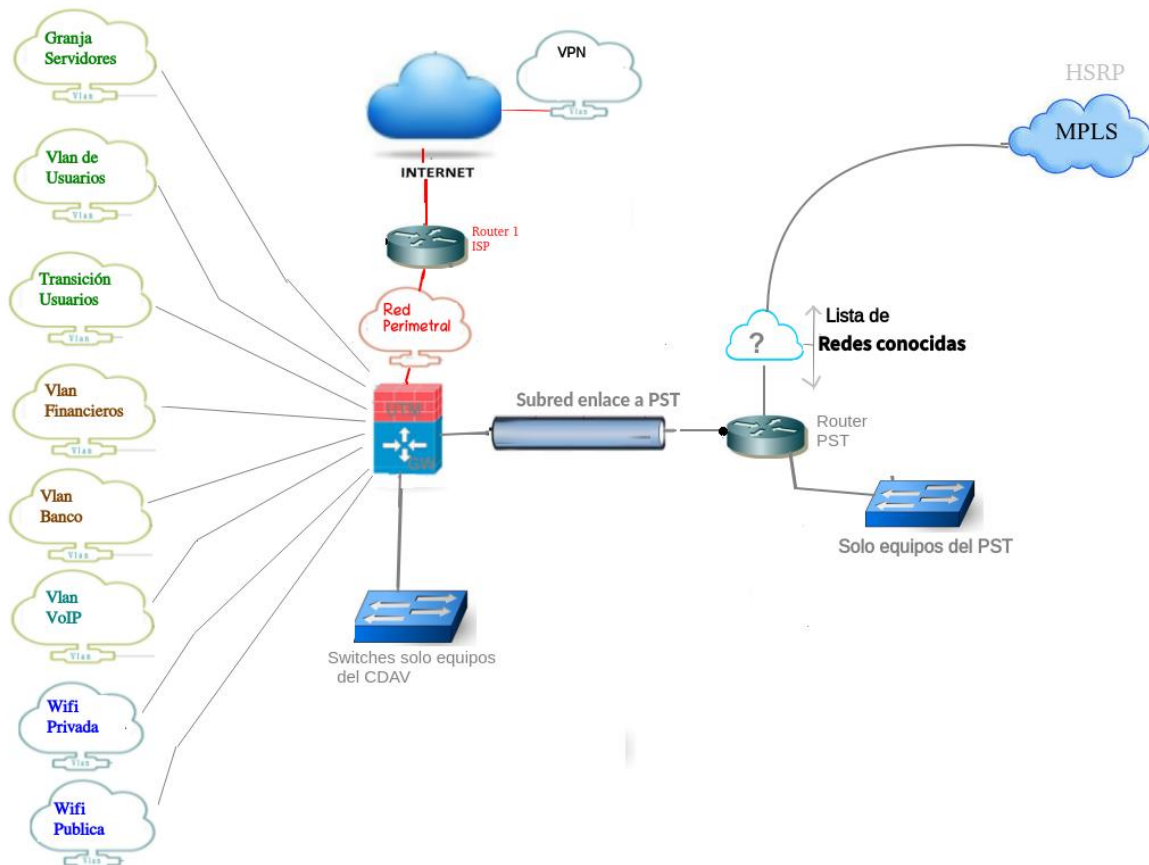 Granja
Servidores
Vlan
Vlan de
Usuarios
Vlan
Transición
Usuarios
Vlan
Vlan
Financieros
Vlan
Vlan
Banco
Vlan
Vlan
VoIP
Vlan
Wifi
Privada
Vlan
Wifi
Publica
Vlan
VPN
Vlan
INTERNET
Router 1
ISP
Red
Perimetral
Vlan
UTM
GW
Switches solo equipos
del CDAV
Subred enlace a PST
HSRP
MPLS
?
Lista de
Redes conocidas
Router
PST
Solo equipos del PST